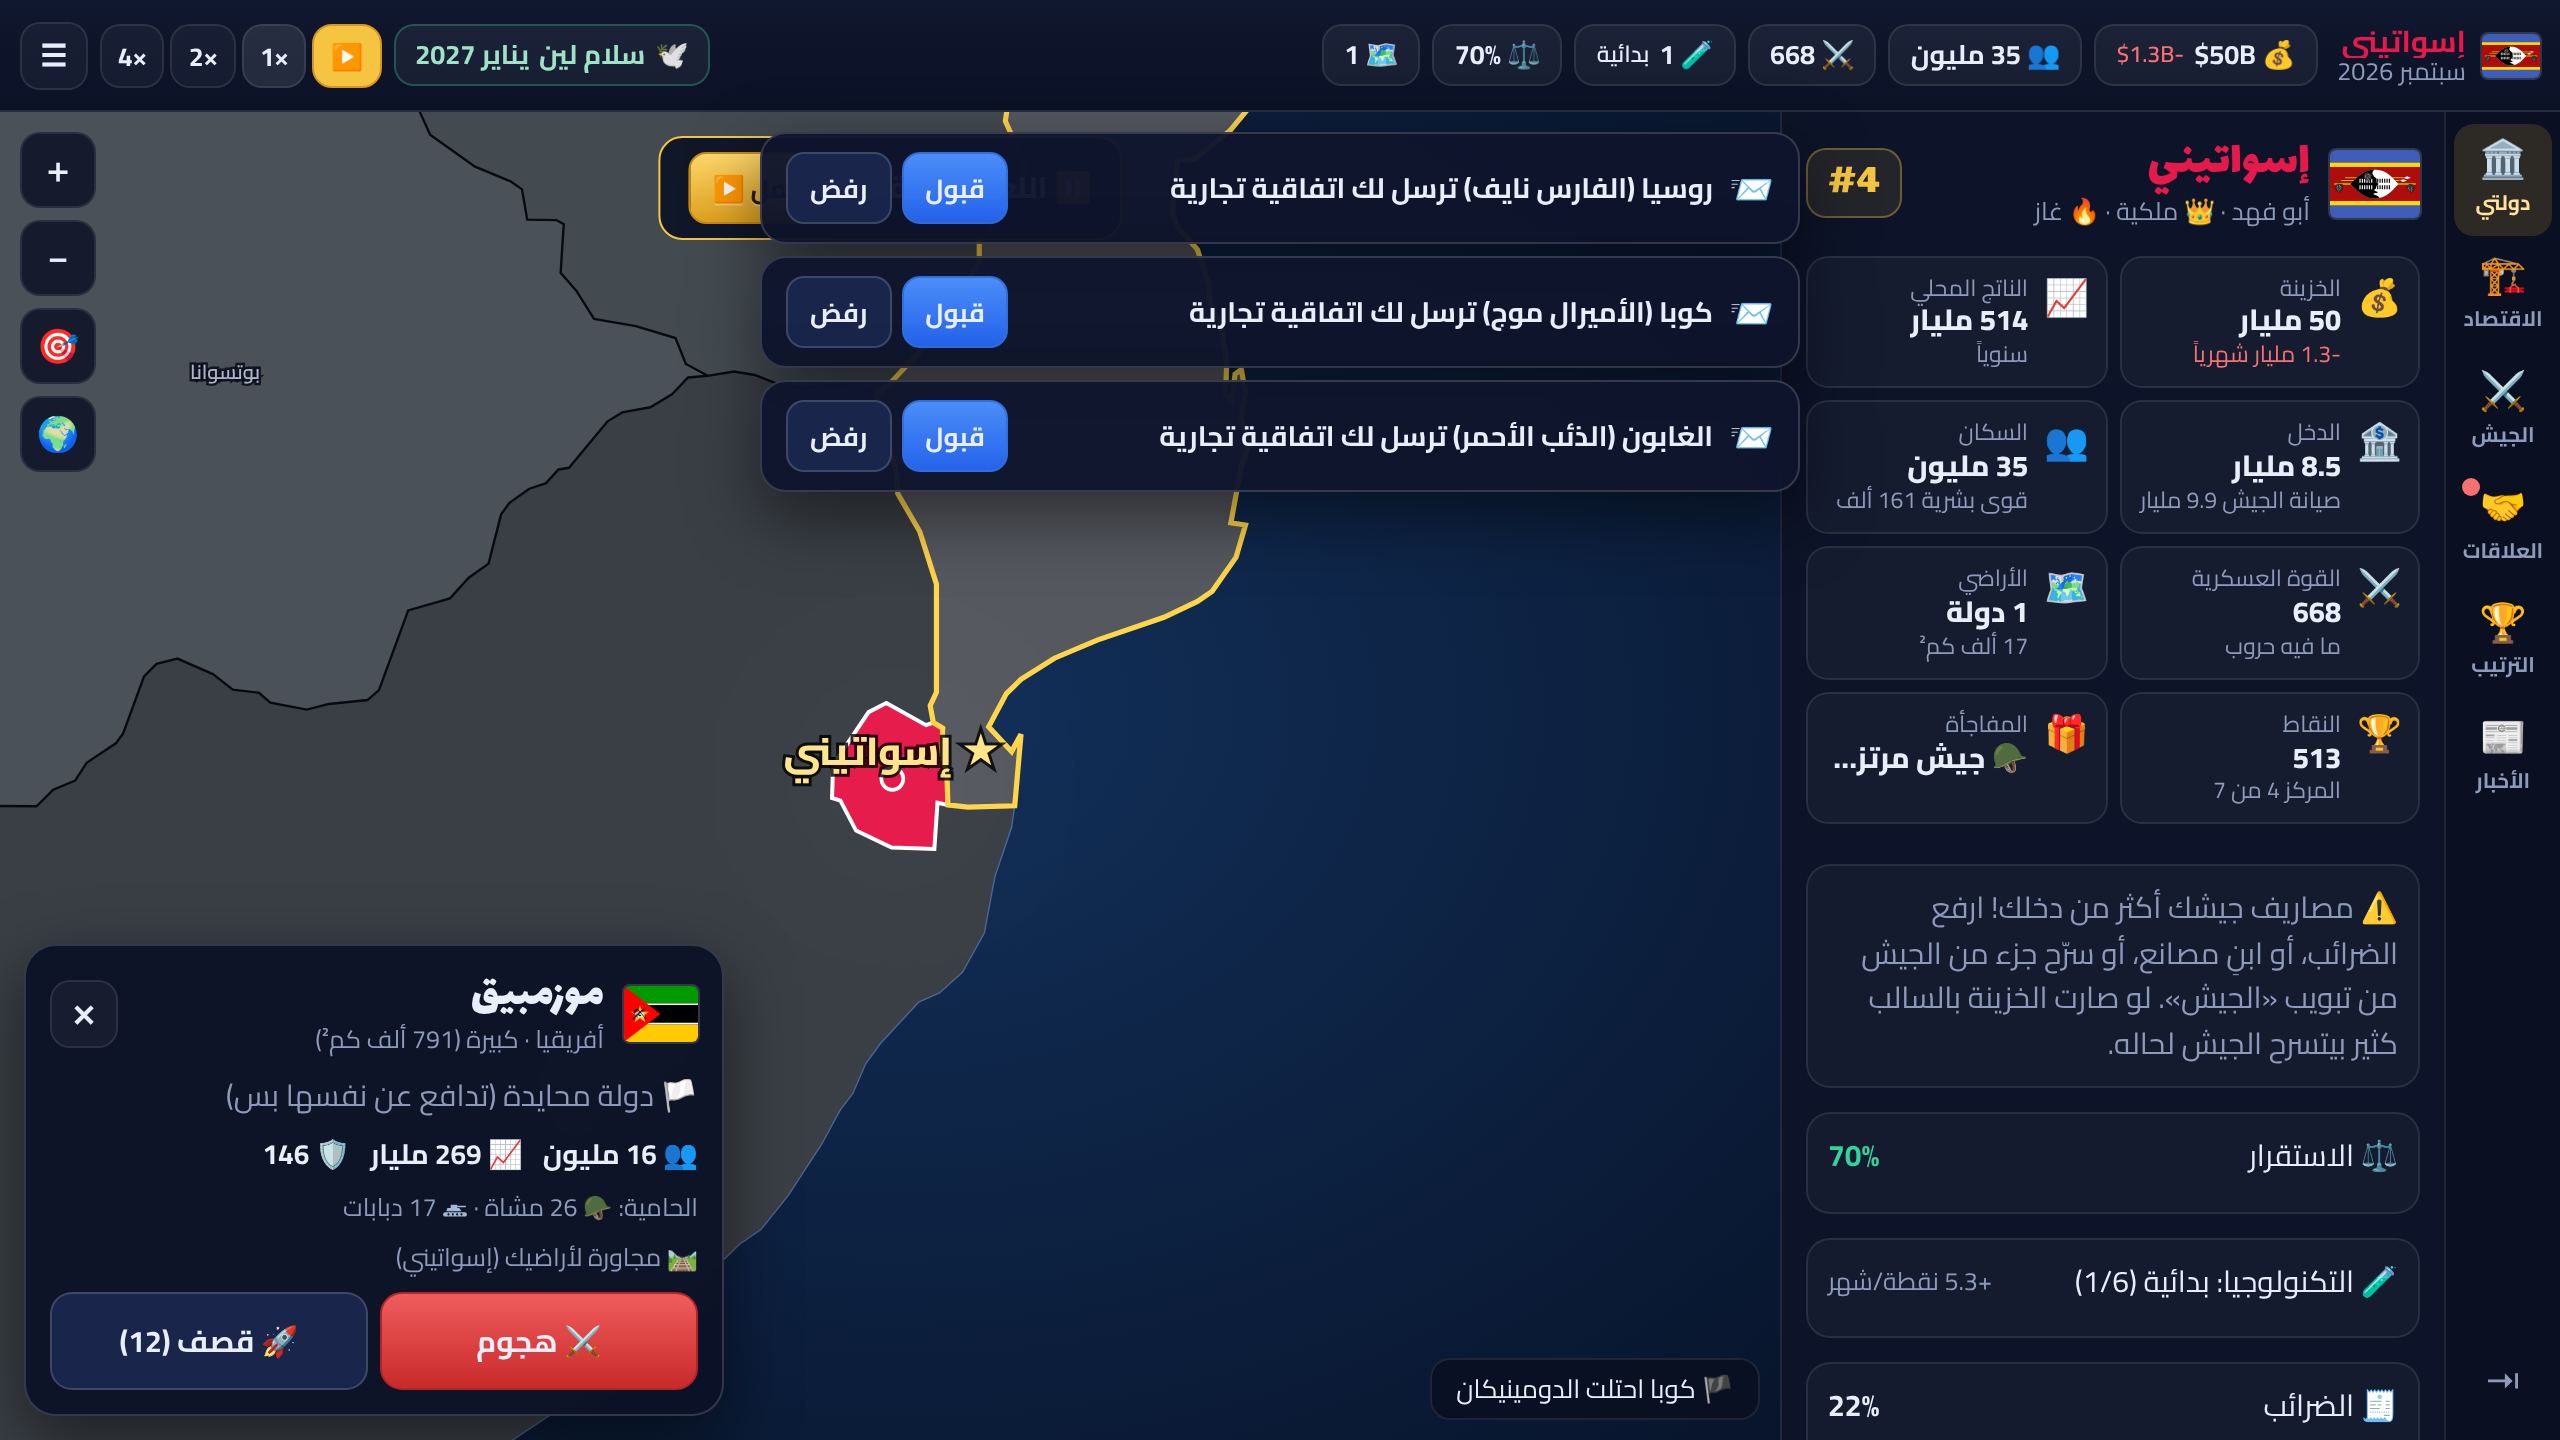 إسواتيني
سبتمبر 2026
$50B -$1.3B
35 مليون
668
1 بدائية
70%
1
سلام لين يناير 2027
1×
2×
4×
دولتي
الاقتصاد
الجيش
العلاقات
الترتيب
الأخبار
إسواتيني
أبو فهد · ملكية · غاز
#4
الخزينة
50 مليار
-1.3 مليار شهرياً
الناتج المحلي
514 مليار
سنوياً
الدخل
8.5 مليار
صيانة الجيش 9.9 مليار
السكان
35 مليون
قوى بشرية 161 ألف
القوة العسكرية
668
ما فيه حروب
الأراضي
1 دولة
17 ألف كم²
النقاط
513
المركز 4 من 7
المفاجأة
جيش مرتز...
مصاريف جيشك أكثر من دخلك! ارفع
الضرائب، أو ابنِ مصانع، أو سرّح جزء من الجيش
من تبويب «الجيش». لو صارت الخزينة بالسالب
كثير بيتسرح الجيش لحاله.
الاستقرار
70%
التكنولوجيا: بدائية (1/6)
+5.3 نقطة/شهر
الضرائب
22%
روسيا (الفارس نايف) ترسل لك اتفاقية تجارية
قبول
رفض
كوبا (الأميرال موج) ترسل لك اتفاقية تجارية
قبول
رفض
الغابون (الذئب الأحمر) ترسل لك اتفاقية تجارية
قبول
رفض
+
−
بوتسوانا
★ إسواتيني
موزمبيق
أفريقيا · كبيرة (791 ألف كم²)
×
دولة محايدة (تدافع عن نفسها بس)
16 مليون 269 مليار 146
الحامية: 26 مشاة · 17 دبابات
مجاورة لأراضيك (إسواتيني)
هجوم
قصف (12)
كوبا احتلت الدومينيكان